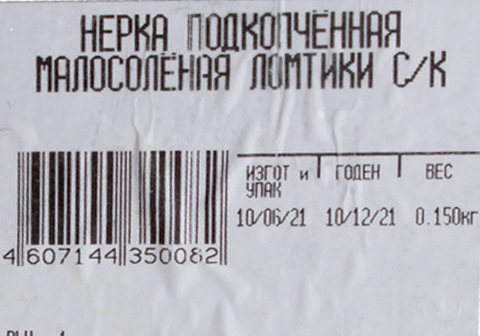 НЕРКА ПОДКОПЧЁННАЯ
МАЛОСОЛЁНАЯ ЛОМТИКИ С/К
ИЗГОТ и ГОДЕН ВЕС
УПАК
10/06/21 10/12/21 0.150кг
4 607144 350082